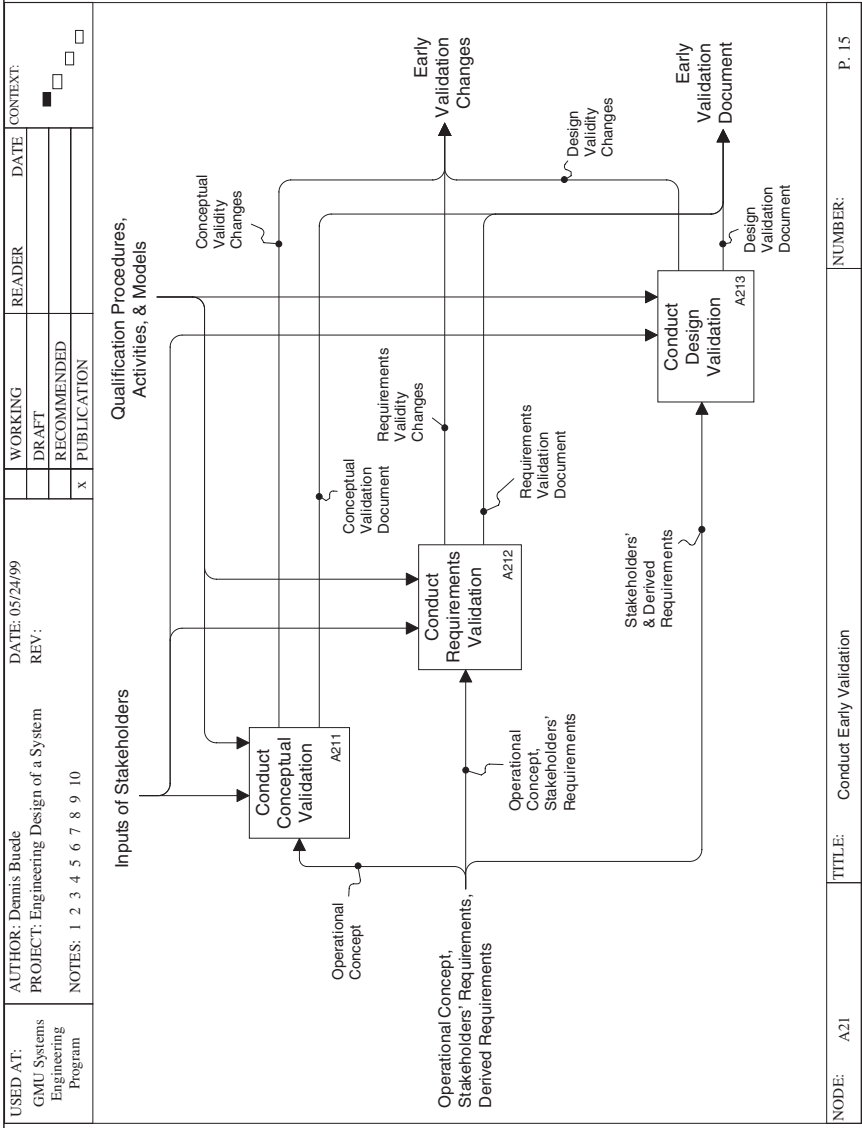 USED AT:
GMU Systems
Engineering
Program
AUTHOR: Dennis Buede
PROJECT: Engineering Design of a System
NOTES: 1 2 3 4 5 6 7 8 9 10
DATE: 05/24/99
REV:
WORKING
DRAFT
RECOMMENDED
x PUBLICATION
READER
DATE
CONTEXT:
Inputs of Stakeholders
Qualification Procedures,
Activities, & Models
Operational Concept,
Stakeholders' Requirements,
Derived Requirements
Operational
Concept
Conduct
Conceptual
Validation
A211
Conceptual
Validity
Changes
Conceptual
Validation
Document
Operational
Concept,
Stakeholders'
Requirements
Conduct
Requirements
Validation
A212
Requirements
Validity
Changes
Requirements
Validation
Document
Stakeholders'
& Derived
Requirements
Conduct
Design
Validation
A213
Design
Validity
Changes
Design
Validation
Document
Early
Validation
Changes
Early
Validation
Document
NODE:
A21
TITLE:
Conduct Early Validation
NUMBER:
P. 15